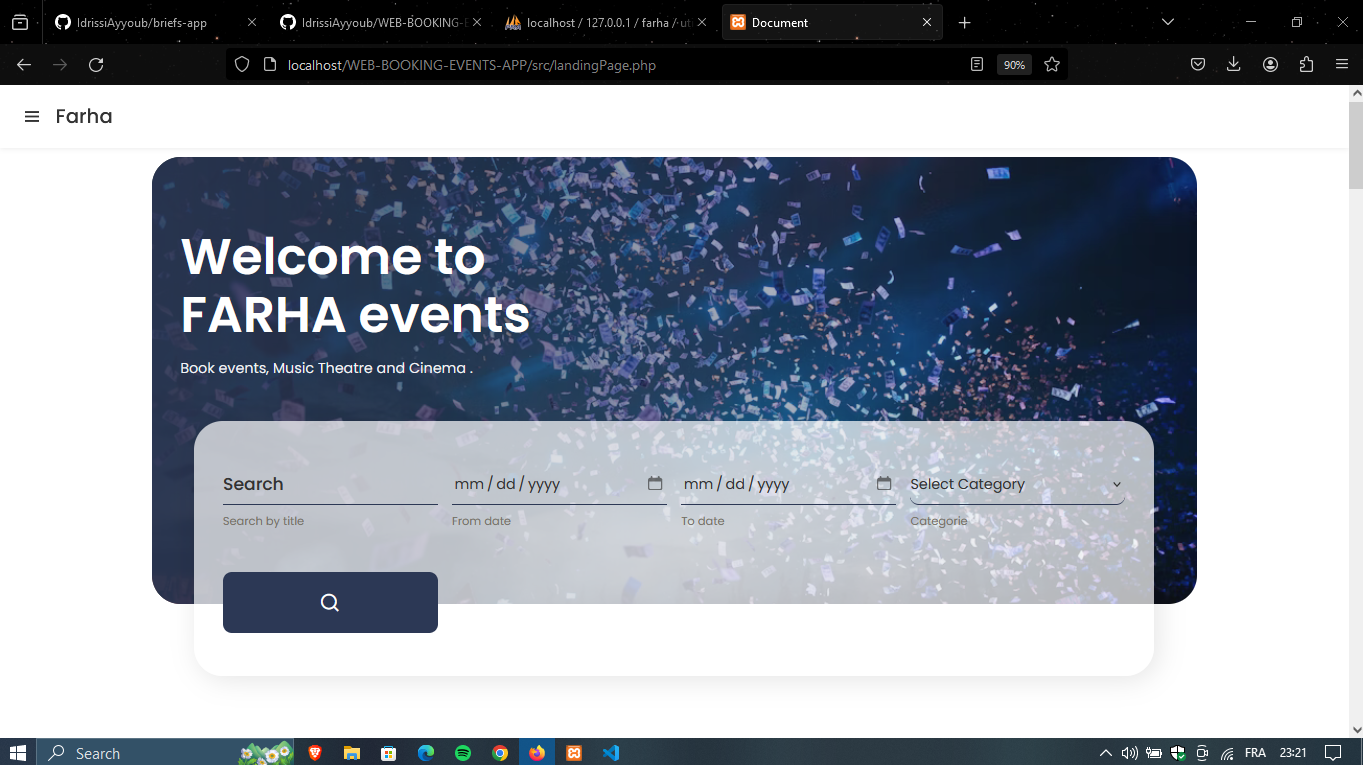 IdrissiAyyoub/briefs-app
IdrissiAyyoub/WEB-BOOKING-E
localhost / 127.0.0.1 / farha / uti
Document
localhost/WEB-BOOKING-EVENTS-APP/src/landingPage.php
90%
Farha
Welcome to
FARHA events
Book events, Music Theatre and Cinema .
Search
mm / dd / yyyy
mm / dd / yyyy
Select Category
Search by title
From date
To date
Categorie
Search
FRA
23:21